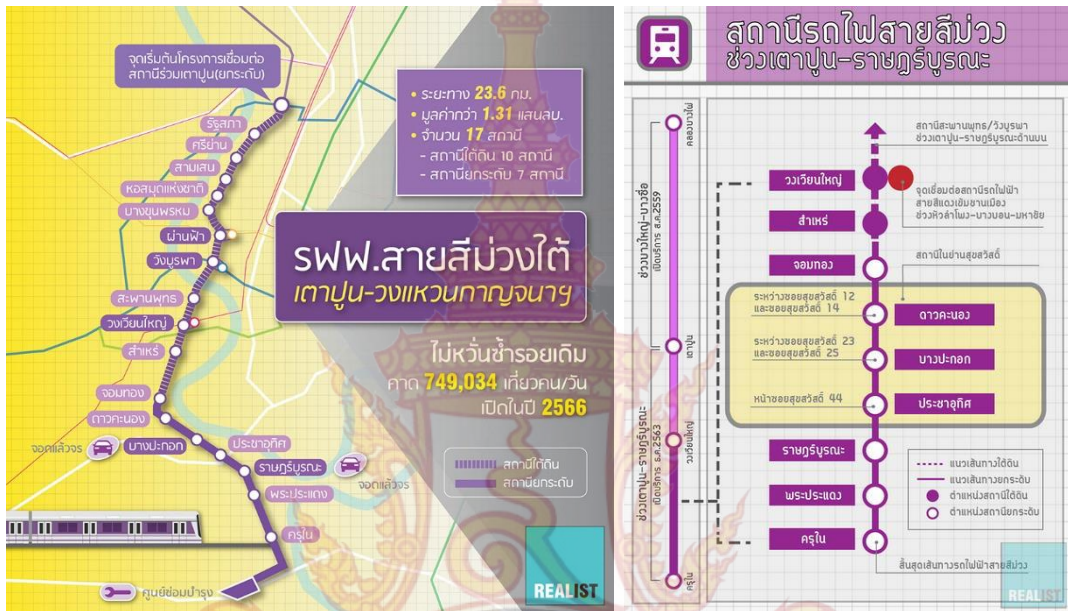 จุดเริ่มต้นโครงการเชื่อมต่อ
สถานีร่วมเตาปูน(ยกระดับ)
• ระยะทาง 23.6 กม.
• มูลค่ากว่า 1.31 แสนลบ.
• จำนวน 17 สถานี
- สถานีใต้ดิน 10 สถานี
- สถานียกระดับ 7 สถานี
รัฐสภา
ศรีย่าน
สามเสน
หอสมุดแห่งชาติ
บางขุนพรหม
ผ่านฟ้า
วังบูรพา
สะพานพุทธ
วงเวียนใหญ่
สำเหร่
จอมทอง
ดาวคะนอง
บางปะกอก
จอดแล้วจร
ประชาอุทิศ
ราษฎร์บูรณะ
จอดแล้วจร
พระประแดง
ครุใน
ศูนย์ซ่อมบำรุง
รฟฟ.สายสีม่วงใต้
เตาปูน-วงแหวนกาญจนาฯ
ไม่หวั่นซ้ำรอยเดิม
คาด 749,034 เที่ยวคน/วัน
เปิดในปี 2566
สถานีใต้ดิน
สถานียกระดับ
REALIST
สถานีรถไฟสายสีม่วง
ช่วงเตาปูน-ราษฎร์บูรณะ
คลองบางไผ่
ช่วงบางใหญ่-บางซื่อ
เปิดบริการ ส.ค.2559
เตาปูน
ช่วงเตาปูน-ราษฎร์บูรณะ
เปิดบริการ ธ.ค.2563
วงเวียนใหญ่
ครุใน
สถานีสะพานพุทธ/วังบูรพา
ช่วงเตาปูน-ราษฎร์บูรณะด้านบน
วงเวียนใหญ่
จุดเชื่อมต่อสถานีรถไฟฟ้า
สายสีแดงเข้มชานเมือง
ช่วงหัวลำโพง-บางบอน-มหาชัย
สำเหร่
จอมทอง
สถานีในย่านสุขสวัสดิ์
ระหว่างซอยสุขสวัสดิ์ 12
และซอยสุขสวัสดิ์ 14
ดาวคะนอง
ระหว่างซอยสุขสวัสดิ์ 23
และซอยสุขสวัสดิ์ 25
บางปะกอก
หน้าซอยสุขสวัสดิ์ 44
ประชาอุทิศ
ราษฎร์บูรณะ
พระประแดง
ครุใน
แนวเส้นทางใต้ดิน
แนวเส้นทางยกระดับ
ตำแหน่งสถานีใต้ดิน
ตำแหน่งสถานียกระดับ
สิ้นสุดเส้นทางรถไฟฟ้าสายสีม่วง
REALIST